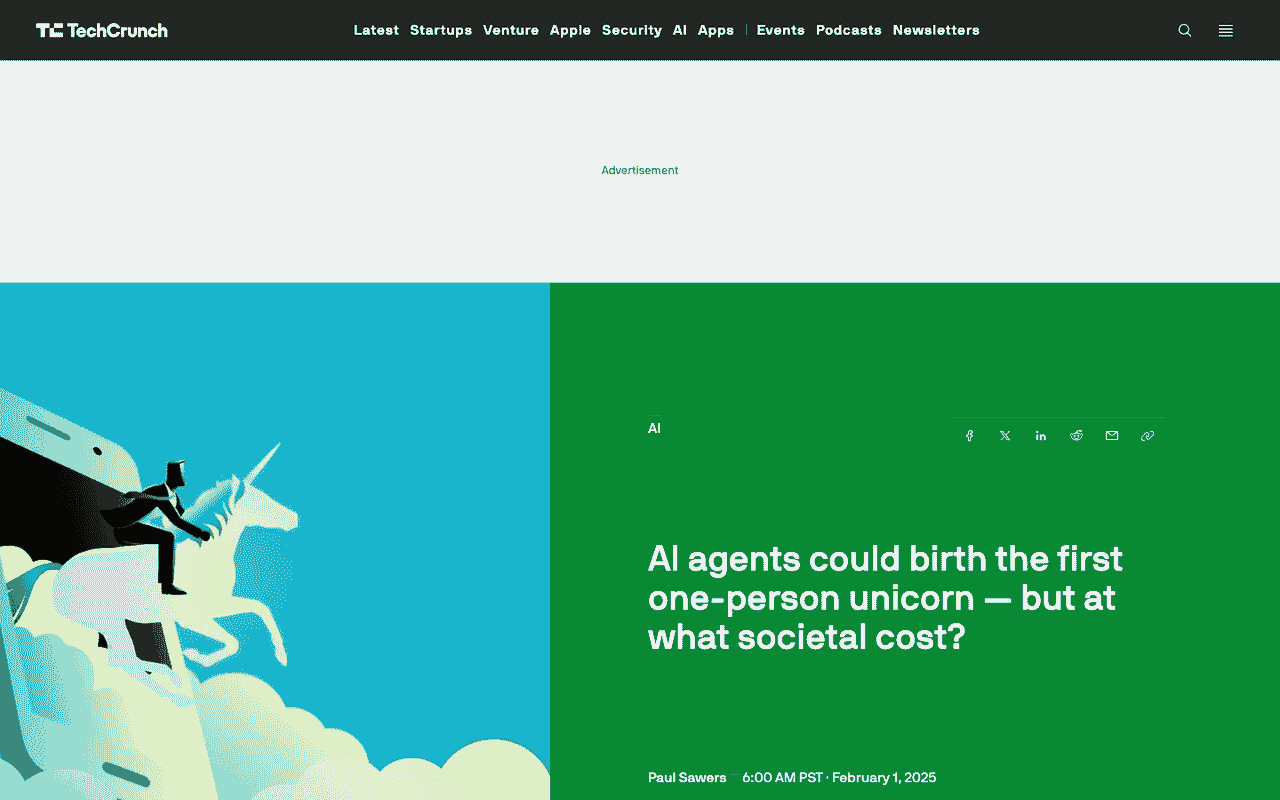 TechCrunch
Latest Startups Venture Apple Security AI Apps Events Podcasts Newsletters
Advertisement
AI
AI agents could birth the first
one-person unicorn — but at
what societal cost?
Paul Sawers — 6:00 AM PST · February 1, 2025